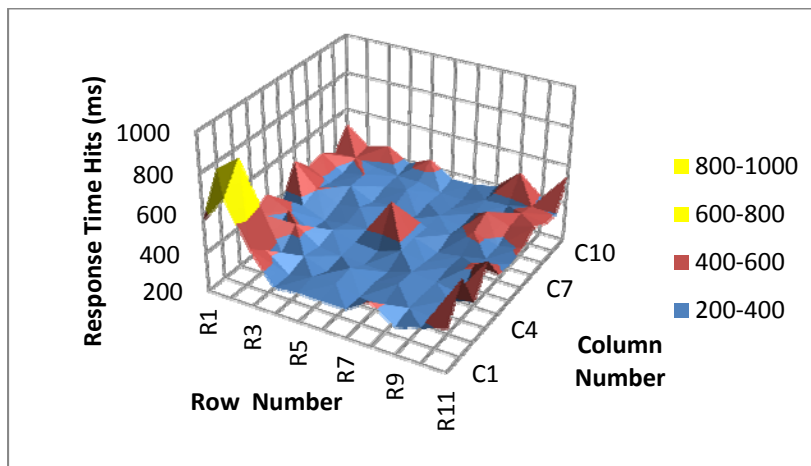 Response Time Hits (ms)
1000
800
600
400
200
R1
R3
R5
R7
R9
R11
Row Number
C1
C4
C7
C10
Column
Number
800-1000
600-800
400-600
200-400